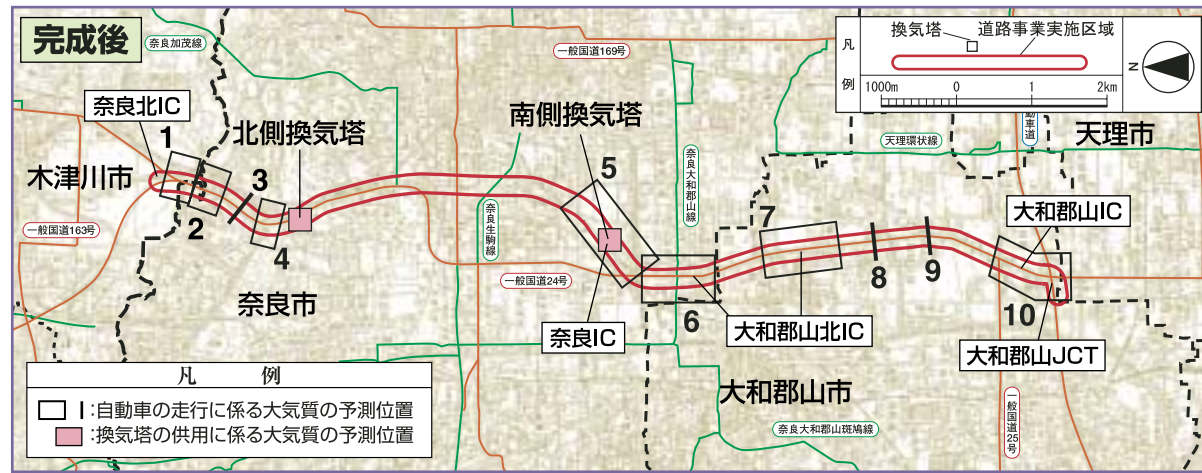 完成後
奈良加茂線
一般国道169号
凡
例
換気塔
道路事業実施区域
1000m
0
1
2km
N
奈良北IC
1
北側換気塔
南側換気塔
動車道
天理市
天理環状線
木津川市
3
5
奈良大和郡山線
7
大和郡山IC
一般国道163号
2
4
奈良生駒線
一般国道24号
8
9
奈良市
奈良IC
6
大和郡山北IC
10
大和郡山JCT
大和郡山市
一般国道25号
奈良大和郡山斑鳩線
凡 例
:自動車の走行に係る大気質の予測位置
:換気塔の供用に係る大気質の予測位置